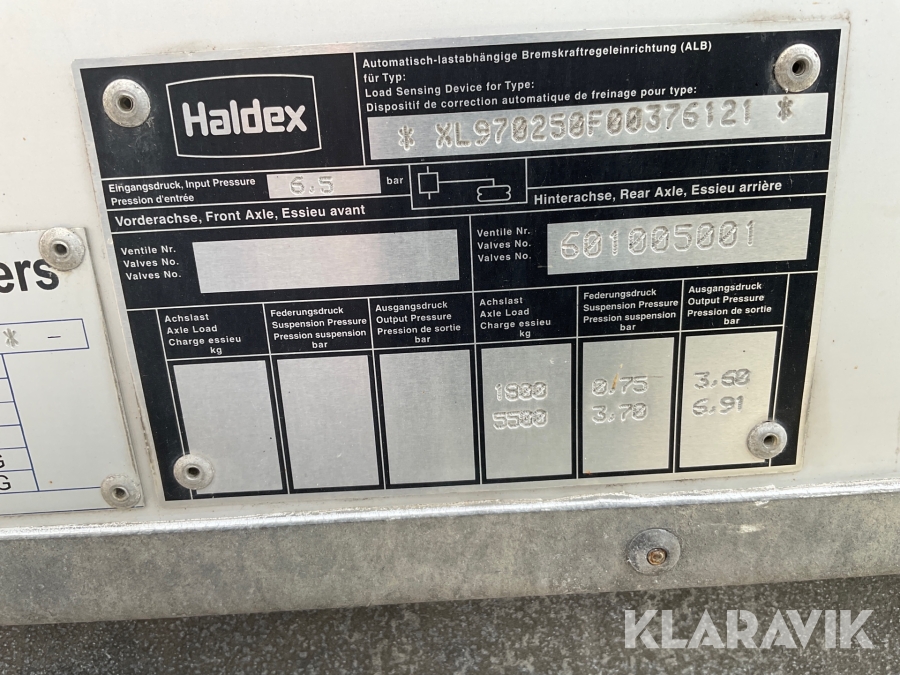 Haldex
Automatisch-lastabhängige Bremskraftregeleinrichtung (ALB)
für Typ:
Load Sensing Device for Type:
Dispositif de correction automatique de freinage pour type:
* XL970250F00376121 *
Eingangsdruck, Input Pressure
Pression d'entrée
6.5 bar
Vorderachse, Front Axle, Essieu avant
Hinterachse, Rear Axle, Essieu arrière
Ventile Nr.
Valves No.
Valves No.
Ventile Nr.
Valves No.
Valves No.
601005001
Achslast
Axle Load
Charge essieu
kg
Federungsdruck
Suspension Pressure
Pression suspension
bar
Ausgangsdruck
Output Pressure
Pression de sortie
bar
Achslast
Axle Load
Charge essieu
kg
Federungsdruck
Suspension Pressure
Pression suspension
bar
Ausgangsdruck
Output Pressure
Pression de sortie
bar
0.75 3.60
5500 3.70 6.91
ers
* –
G
G
KLARAVIK